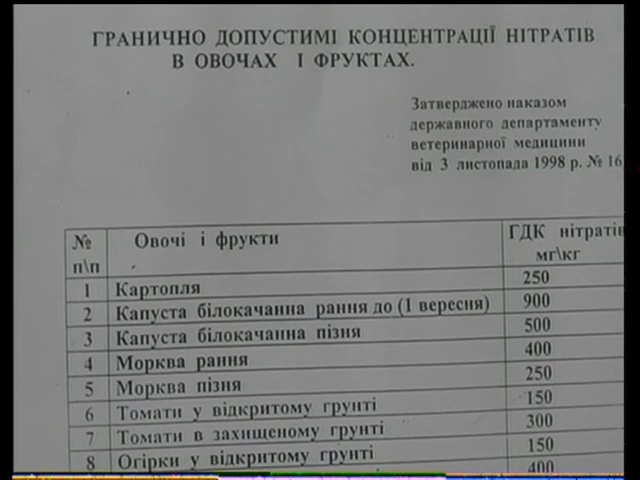 ГРАНИЧНО ДОПУСТИМІ КОНЦЕНТРАЦІЇ НІТРАТІВ
В ОВОЧАХ І ФРУКТАХ.
Затверджено наказом
державного департаменту
ветеринарної медицини
від 3 листопада 1998 р. № 16
№ п\п Овочі і фрукти ГДК нітратів мг\кг
1 Картопля 250
2 Капуста білокачанна рання до (1 вересня) 900
3 Капуста білокачанна пізня 500
4 Морква рання 400
5 Морква пізня 250
6 Томати у відкритому грунті 150
7 Томати в захищеному грунті 300
8 Огірки у відкритому грунті 150
400